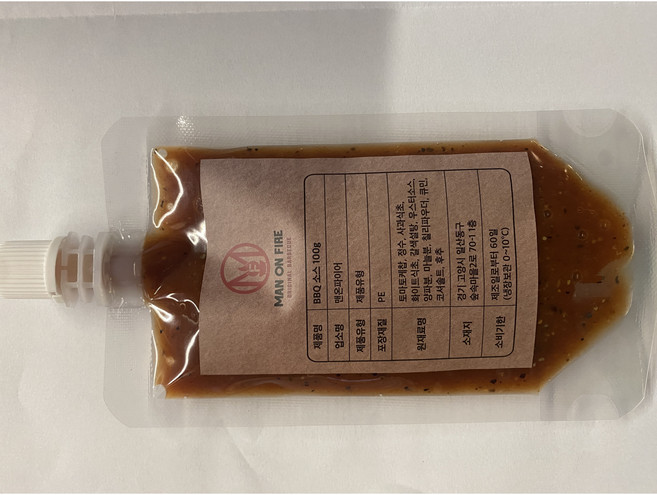 MAN ON FIRE
ORIGINAL BARBECUE
제품명 BBQ 소스 100g
업소명 맨온파이어
제품유형 제품유형
포장재질 PE
원재료명 토마토케찹, 정수, 사과식초,
화이트식초, 갈색설탕, 우스터소스,
양파분, 마늘분, 칠리파우더, 큐민,
코셔솔트, 후추
소재지 경기 고양시 일산동구
숲속마을2로 70-11층
소비기한 제조일로부터 60일
(냉장보관 0~10℃)